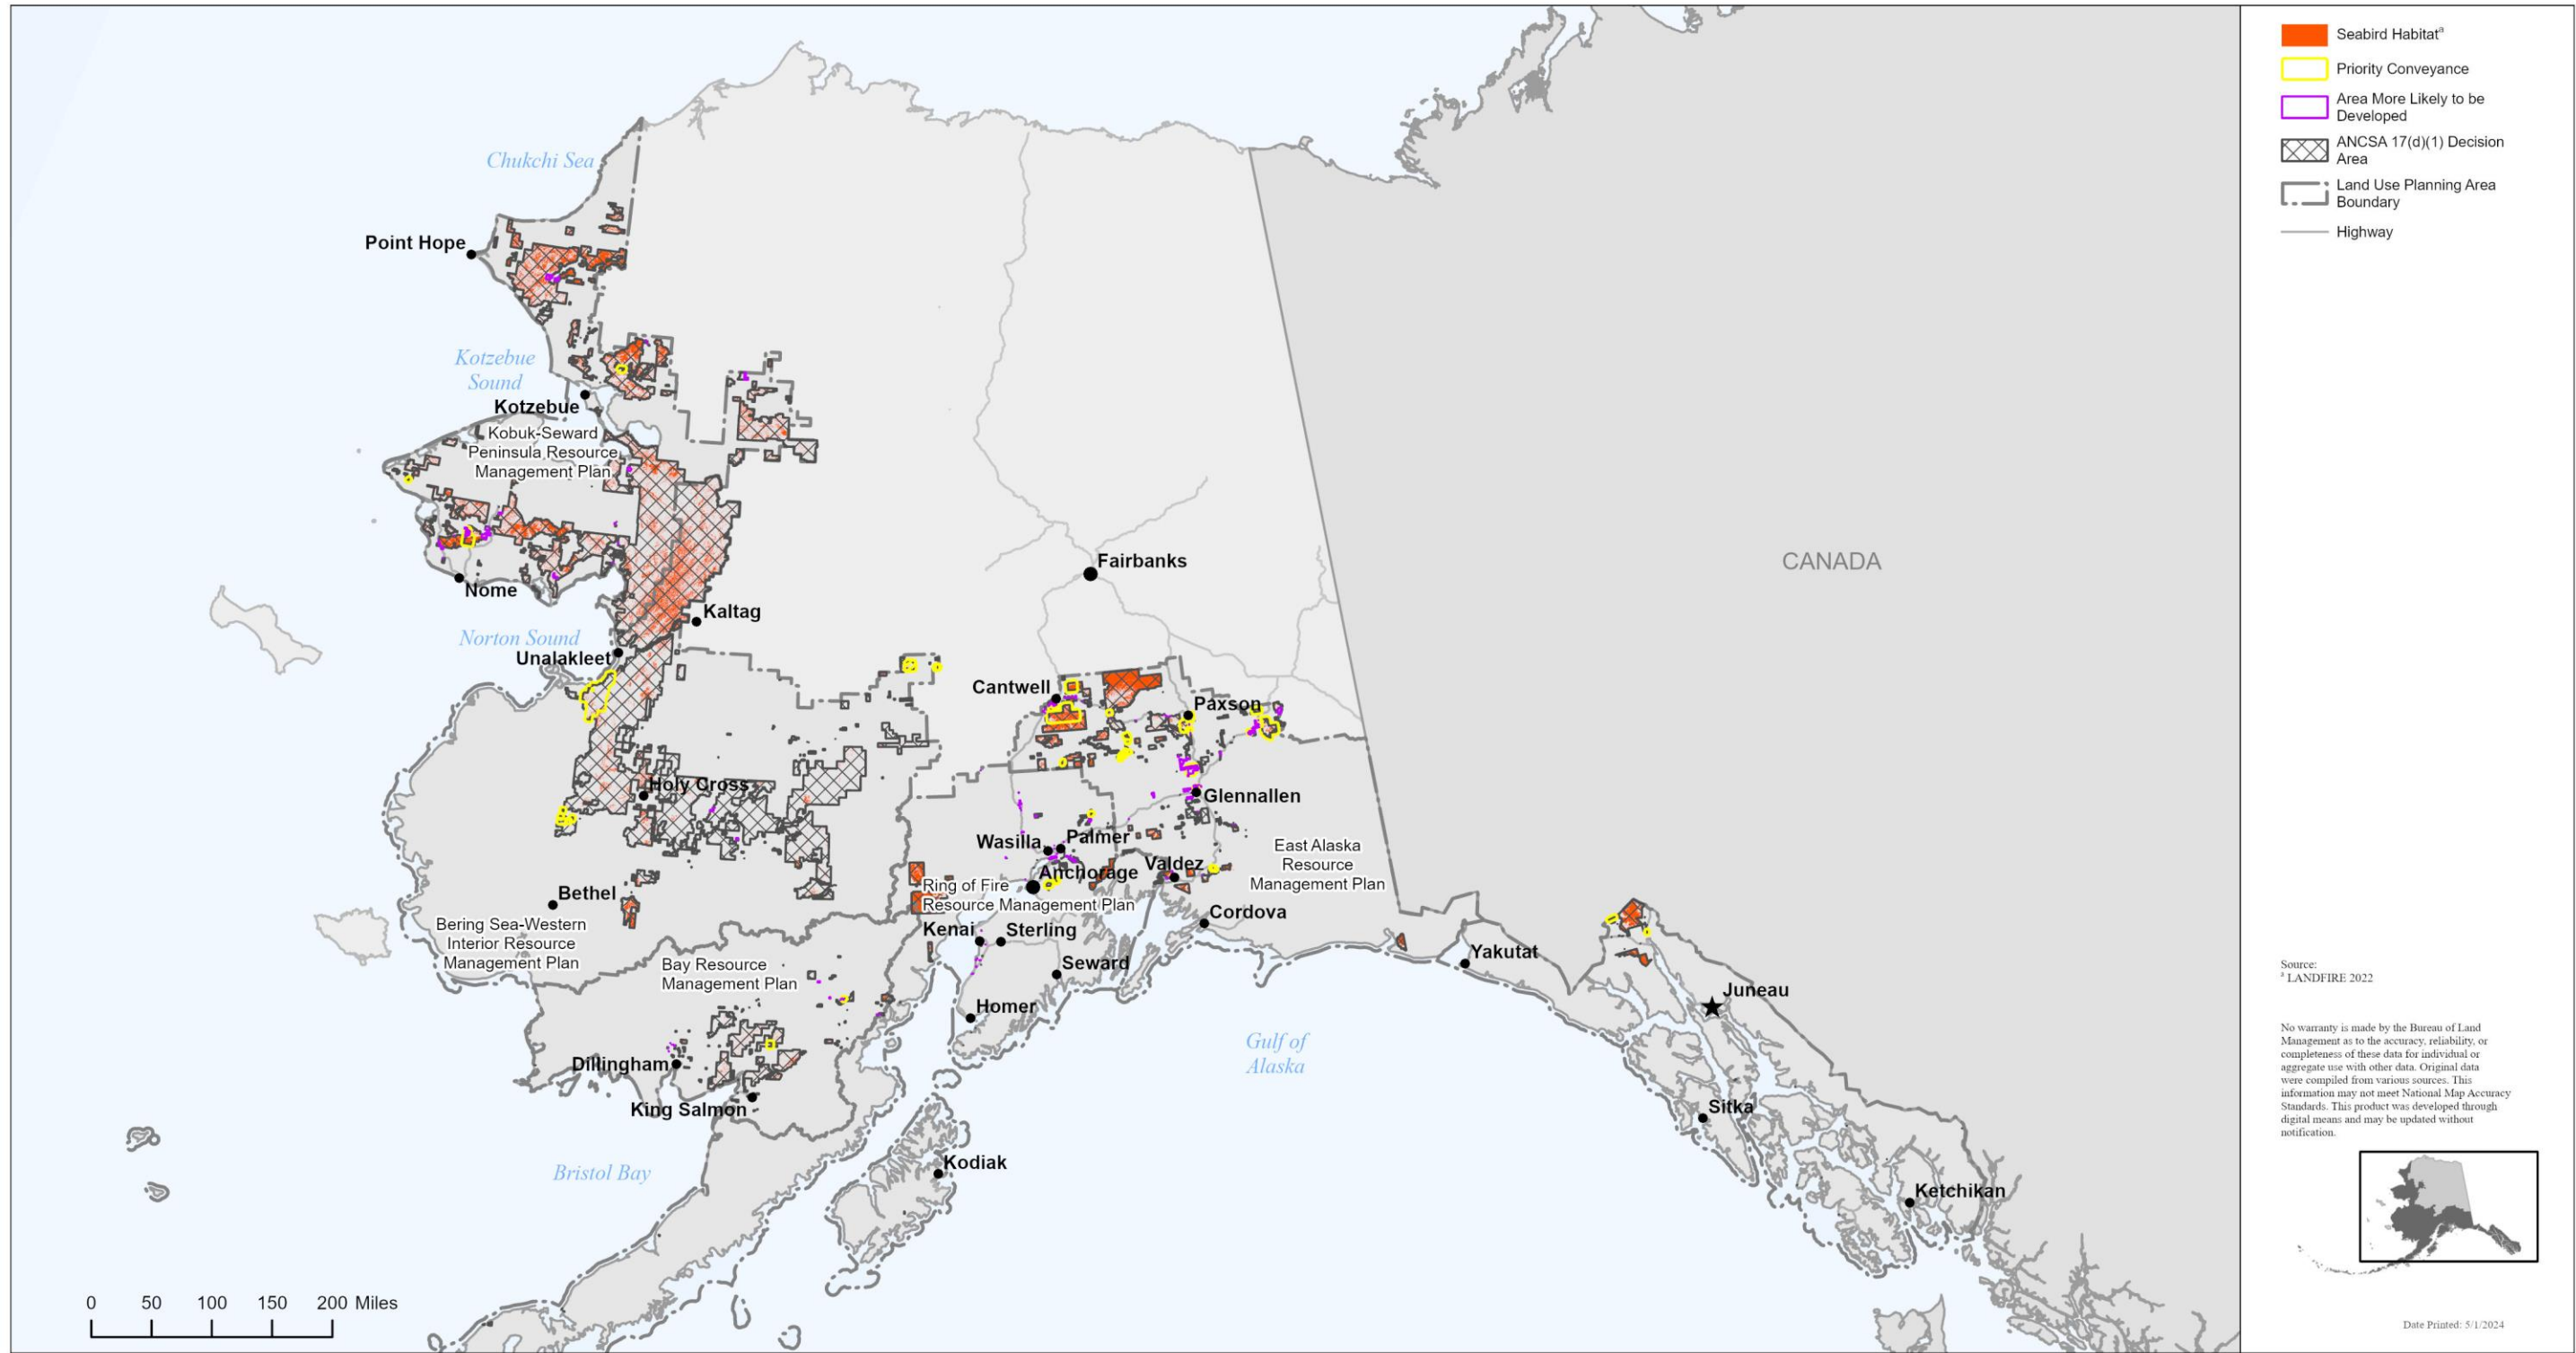 Chukchi Sea
Point Hope
Kotzebue
Sound
Kotzebue
Kobuk-Seward
Peninsula Resource
Management Plan
Nome
Norton Sound
Unalakleet
Kaltag
Fairbanks
CANADA
Cantwell
Paxson
Holy Cross
Glennallen
Wasilla
Palmer
Anchorage
Valdez
East Alaska
Resource
Management Plan
Bethel
Ring of Fire
Resource Management Plan
Cordova
Bering Sea-Western
Interior Resource
Management Plan
Kenai
Sterling
Bay Resource
Management Plan
Seward
Yakutat
Homer
Juneau
Gulf of
Alaska
Dillingham
King Salmon
Sitka
Bristol Bay
Kodiak
Ketchikan
0 50 100 150 200 Miles
Seabird Habitatᵃ
Priority Conveyance
Area More Likely to be
Developed
ANCSA 17(d)(1) Decision
Area
Land Use Planning Area
Boundary
Highway
Source:
ᵃ LANDFIRE 2022
No warranty is made by the Bureau of Land
Management as to the accuracy, reliability, or
completeness of these data for individual or
aggregate use with other data. Original data
were compiled from various sources. This
information may not meet National Map Accuracy
Standards. This product was developed through
digital means and may be updated without
notification.
Date Printed: 5/1/2024